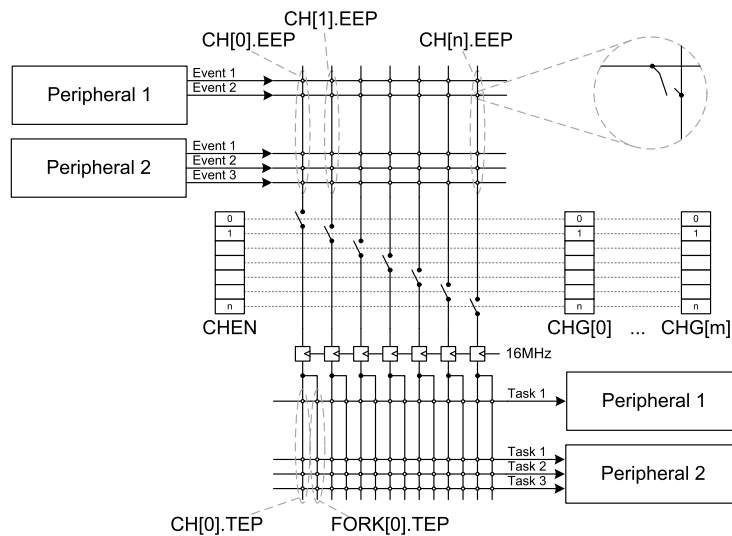 CH[1].EEP
CH[0].EEP
CH[n].EEP
Peripheral 1
Event 1
Event 2
Peripheral 2
Event 1
Event 2
Event 3
0
0
0
1
1
1
n
n
n
CHEN
CHG[0]
...
CHG[m]
16MHz
Task 1
Peripheral 1
Task 1
Task 2
Task 3
Peripheral 2
CH[0].TEP
FORK[0].TEP